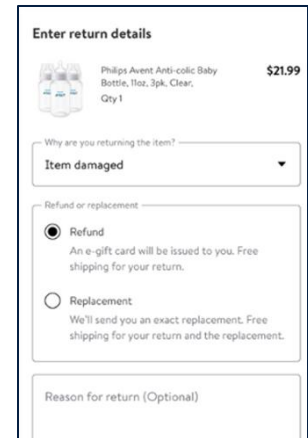 Enter return details
Philips Avent Anti-colic Baby
$21.99
Bottle, 11oz, 3pk, Clear,
Qty 1
Why are you returning the item?
Item damaged
Refund or replacement
Refund
An e-gift card will be issued to you. Free
shipping for your return.
Replacement
We'll send you an exact replacement. Free
shipping for your return and the replacement.
Reason for return (Optional)